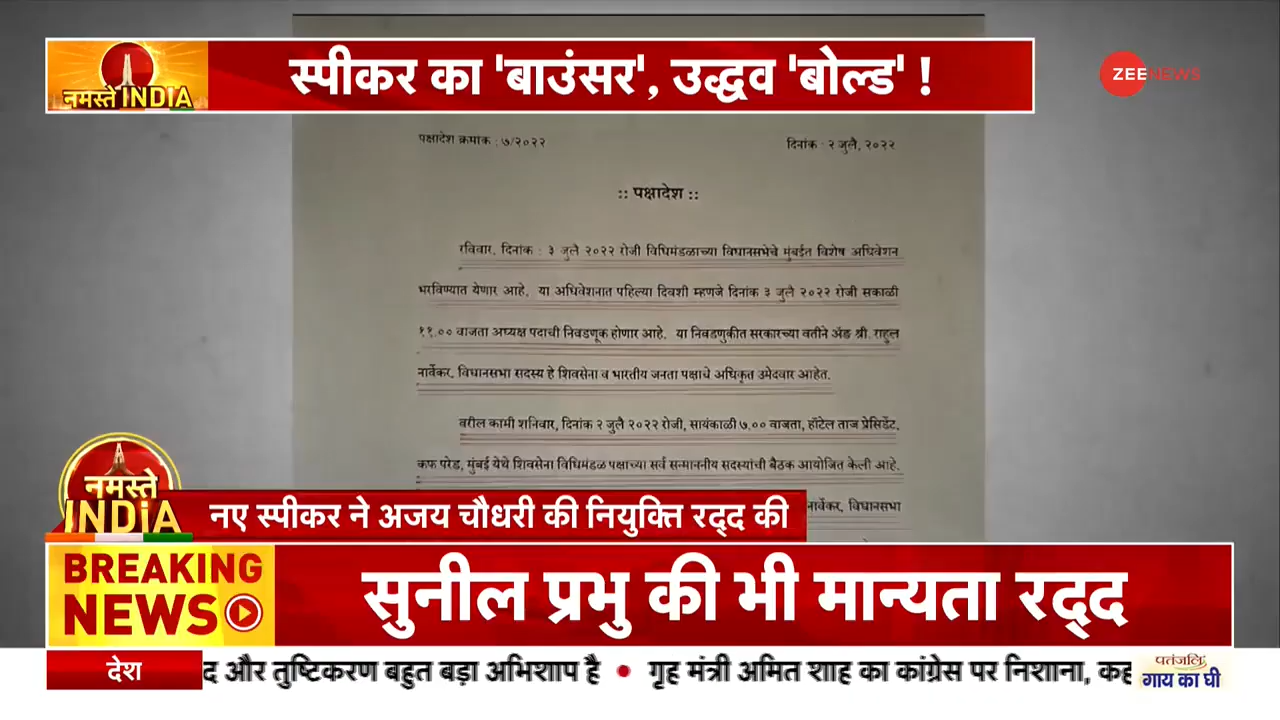 नमस्ते INDIA
स्पीकर का 'बाउंसर', उद्धव 'बोल्ड' !
ZEE NEWS
पक्षादेश क्रमांक : ७/२०२२
दिनांक : २ जुलै, २०२२
:: पक्षादेश ::
रविवार, दिनांक : ३ जुलै २०२२ रोजी विधिमंडळाच्या विधानसभेचे मुंबईत विशेष अधिवेशन
भरविण्यात येणार आहे. या अधिवेशनात पहिल्या दिवशी म्हणजे दिनांक ३ जुलै २०२२ रोजी सकाळी
११.०० वाजता अध्यक्ष पदाची निवडणूक होणार आहे. या निवडणुकीत सरकारच्या वतीने ॲड श्री. राहुल
नार्वेकर, विधानसभा सदस्य हे शिवसेना व भारतीय जनता पक्षाचे अधिकृत उमेदवार आहेत.
वरील कामी शनिवार, दिनांक २ जुलै २०२२ रोजी, सायंकाळी ७.०० वाजता, हॉटेल ताज प्रेसिडेंट,
कफ परेड, मुंबई येथे शिवसेना विधिमंडळ पक्षाच्या सर्व सन्माननीय सदस्यांची बैठक आयोजित केली आहे.
नार्वेकर, विधानसभा
नमस्ते
INDIA
नए स्पीकर ने अजय चौधरी की नियुक्ति रद्द की
BREAKING
NEWS
सुनील प्रभु की भी मान्यता रद्द
देश
द और तुष्टिकरण बहुत बड़ा अभिशाप है • गृह मंत्री अमित शाह का कांग्रेस पर निशाना, कह
पतंजलि
गाय का घी